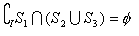 ∁_I S_1 ⋂ (S_2 ⋃ S_3) = ϕ